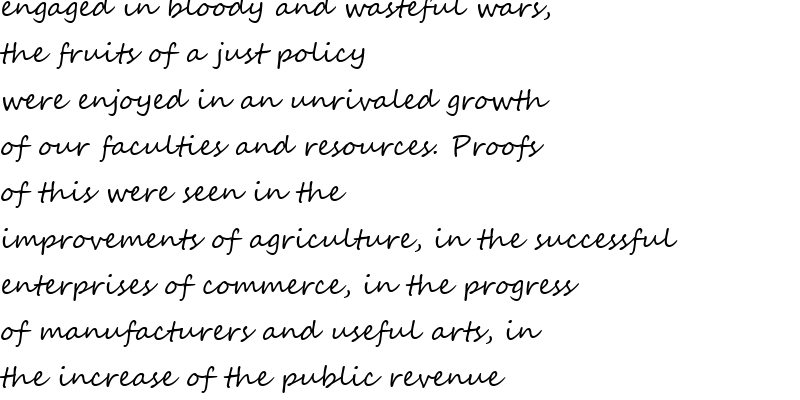 engaged in bloody and wasteful wars,
the fruits of a just policy
were enjoyed in an unrivaled growth
of our faculties and resources. Proofs
of this were seen in the
improvements of agriculture, in the successful
enterprises of commerce, in the progress
of manufacturers and useful arts, in
the increase of the public revenue